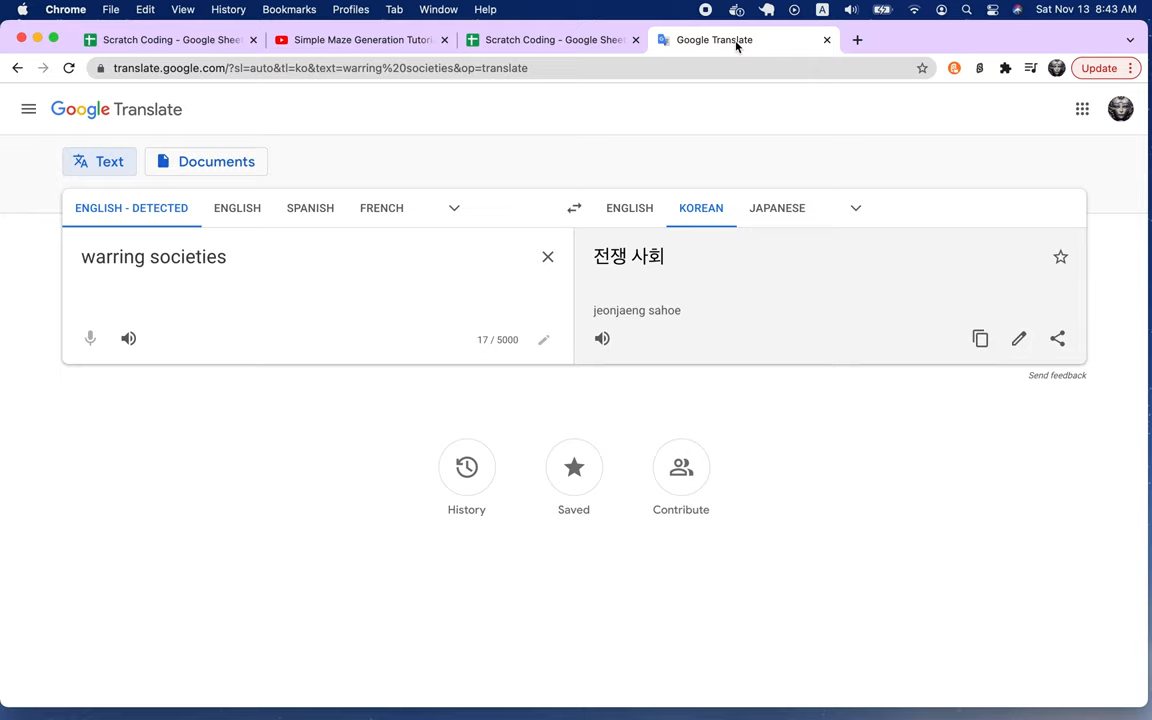 Chrome File Edit View History Bookmarks Profiles Tab Window Help A Sat Nov 13 8:43 AM
Scratch Coding - Google Sheet Simple Maze Generation Tutori Scratch Coding - Google Sheet Google Translate
translate.google.com/?sl=auto&tl=ko&text=warring%20societies&op=translate Update
Google Translate
Text Documents
ENGLISH - DETECTED ENGLISH SPANISH FRENCH ENGLISH KOREAN JAPANESE
warring societies 전쟁 사회
jeonjaeng sahoe
17 / 5000
Send feedback
History Saved Contribute